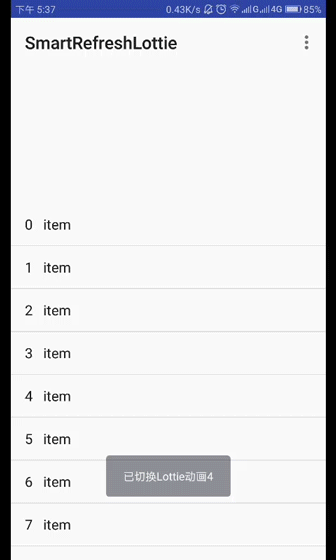 下午 5:37 0.43K/s G 4G 85%
SmartRefreshLottie
0 item
1 item
2 item
3 item
4 item
5 item
6 item
已切换Lottie动画4
7 item